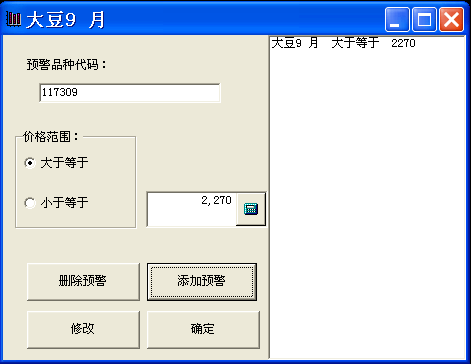 大豆9 月
预警品种代码：
117309
价格范围：
大于等于
小于等于
2,270
删除预警
添加预警
修改
确定
大豆9 月 大于等于 2270